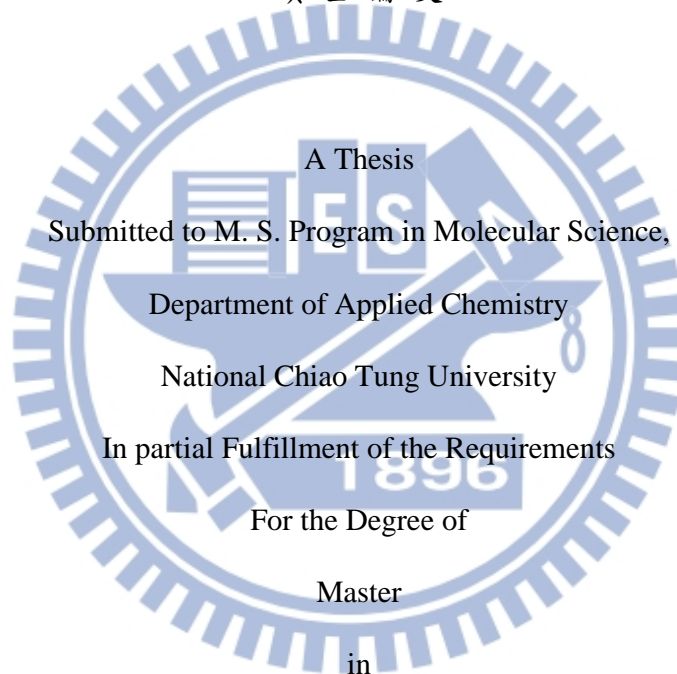 A Thesis
E S A
Submitted to M. S. Program in Molecular Science,
Department of Applied Chemistry
National Chiao Tung University
In partial Fulfillment of the Requirements
1896
For the Degree of
Master
in